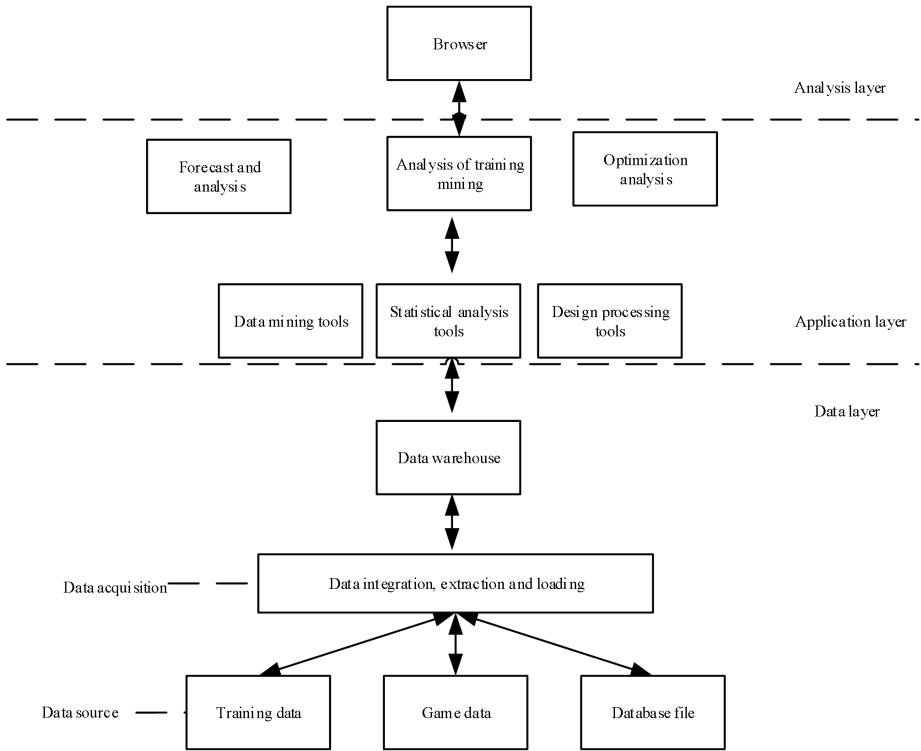 Browser
Analysis layer
Forecast and
analysis
Analysis of training
mining
Optimization
analysis
Data mining tools
Statistical analysis
tools
Design processing
tools
Application layer
Data layer
Data warehouse
Data acquisition
Data integration, extraction and loading
Data source
Training data
Game data
Database file